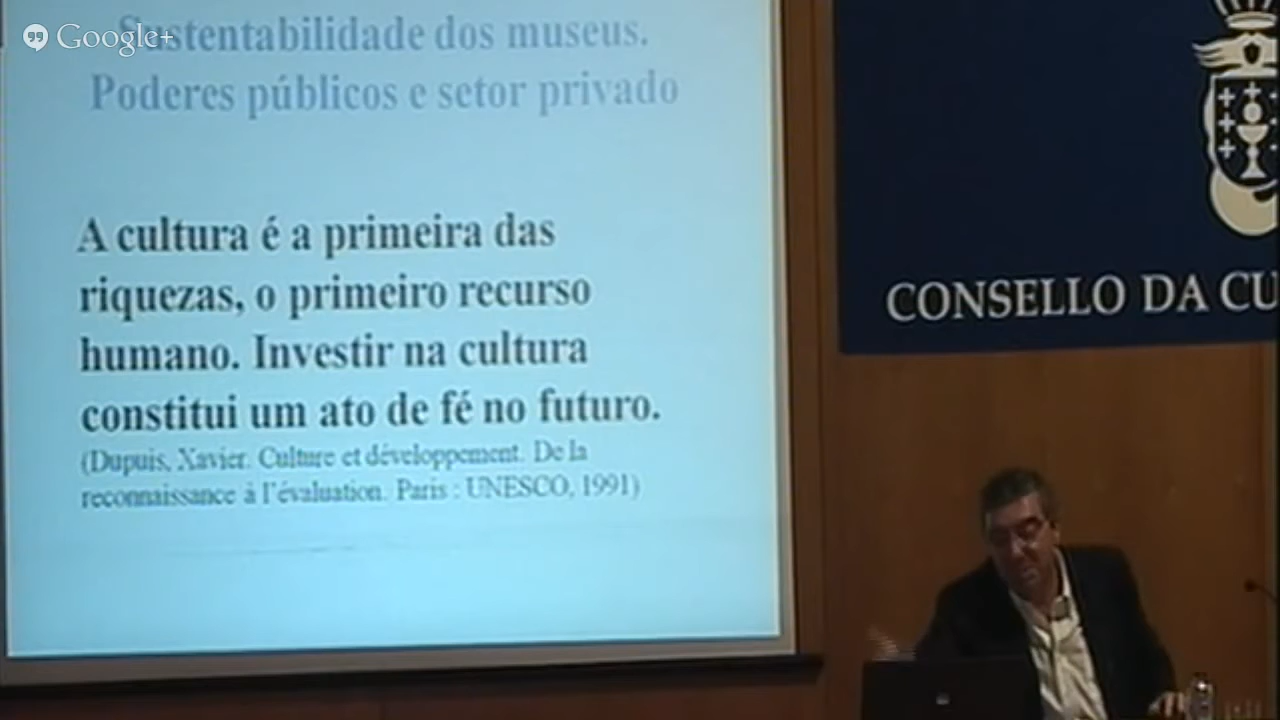 Google+
Sustentabilidade dos museus.
Poderes públicos e setor privado
A cultura é a primeira das
riquezas, o primeiro recurso
humano. Investir na cultura
constitui um ato de fé no futuro.
(Dupuis, Xavier. Culture et développement. De la
reconnaissance à l'évaluation. Paris : UNESCO, 1991)
CONSELLO DA CU